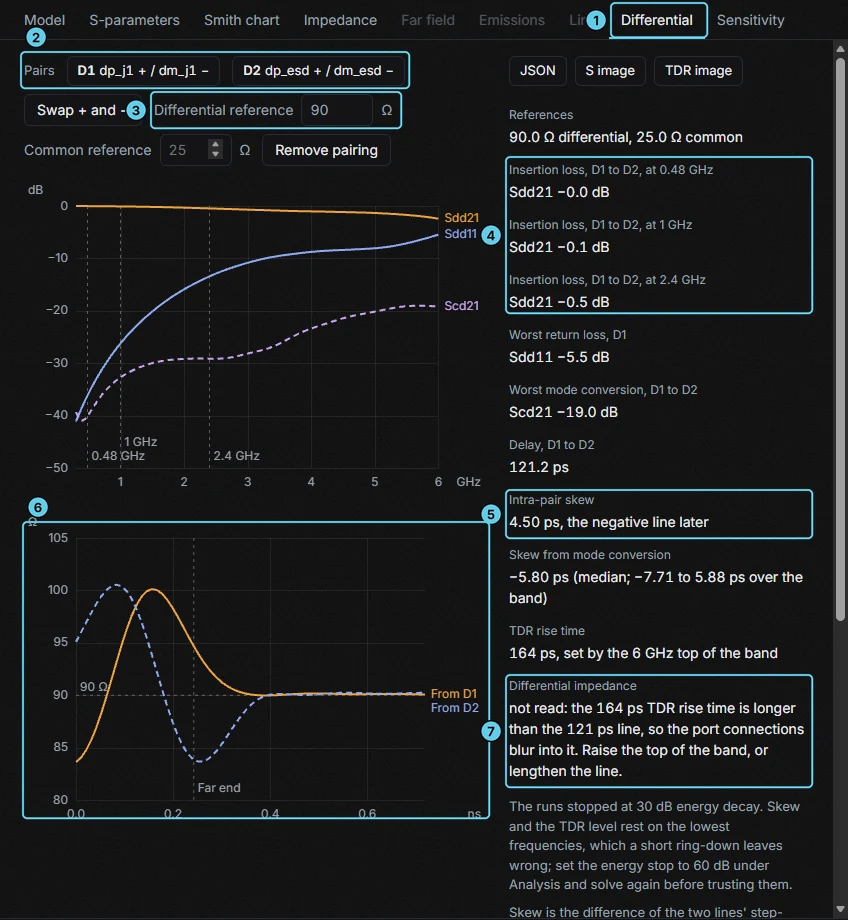 Model S-parameters Smith chart Impedance Far field Emissions Lin 1 Differential Sensitivity
2
Pairs D1 dp_j1 + / dm_j1 − D2 dp_esd + / dm_esd −
Swap + and - 3 Differential reference 90 Ω
Common reference 25 Ω Remove pairing
dB
0
−10
−20
−30
−40
−50
Sdd21
Sdd11
Scd21
1 GHz
0.48 GHz
2.4 GHz
1 2 3 4 5 6 GHz
6
Ω
105
100
95
90
85
80
90 Ω
From D1
From D2
Far end
0.0 0.2 0.4 0.6 ns
JSON S image TDR image
References
90.0 Ω differential, 25.0 Ω common
Insertion loss, D1 to D2, at 0.48 GHz
Sdd21 −0.0 dB
Insertion loss, D1 to D2, at 1 GHz
4
Sdd21 −0.1 dB
Insertion loss, D1 to D2, at 2.4 GHz
Sdd21 −0.5 dB
Worst return loss, D1
Sdd11 −5.5 dB
Worst mode conversion, D1 to D2
Scd21 −19.0 dB
Delay, D1 to D2
121.2 ps
Intra-pair skew
5
4.50 ps, the negative line later
Skew from mode conversion
−5.80 ps (median; −7.71 to 5.88 ps over the
band)
TDR rise time
164 ps, set by the 6 GHz top of the band
Differential impedance
not read: the 164 ps TDR rise time is longer
7
than the 121 ps line, so the port connections
blur into it. Raise the top of the band, or
lengthen the line.
The runs stopped at 30 dB energy decay. Skew
and the TDR level rest on the lowest
frequencies, which a short ring-down leaves
wrong; set the energy stop to 60 dB under
Analysis and solve again before trusting them.
Skew is the difference of the two lines' step-